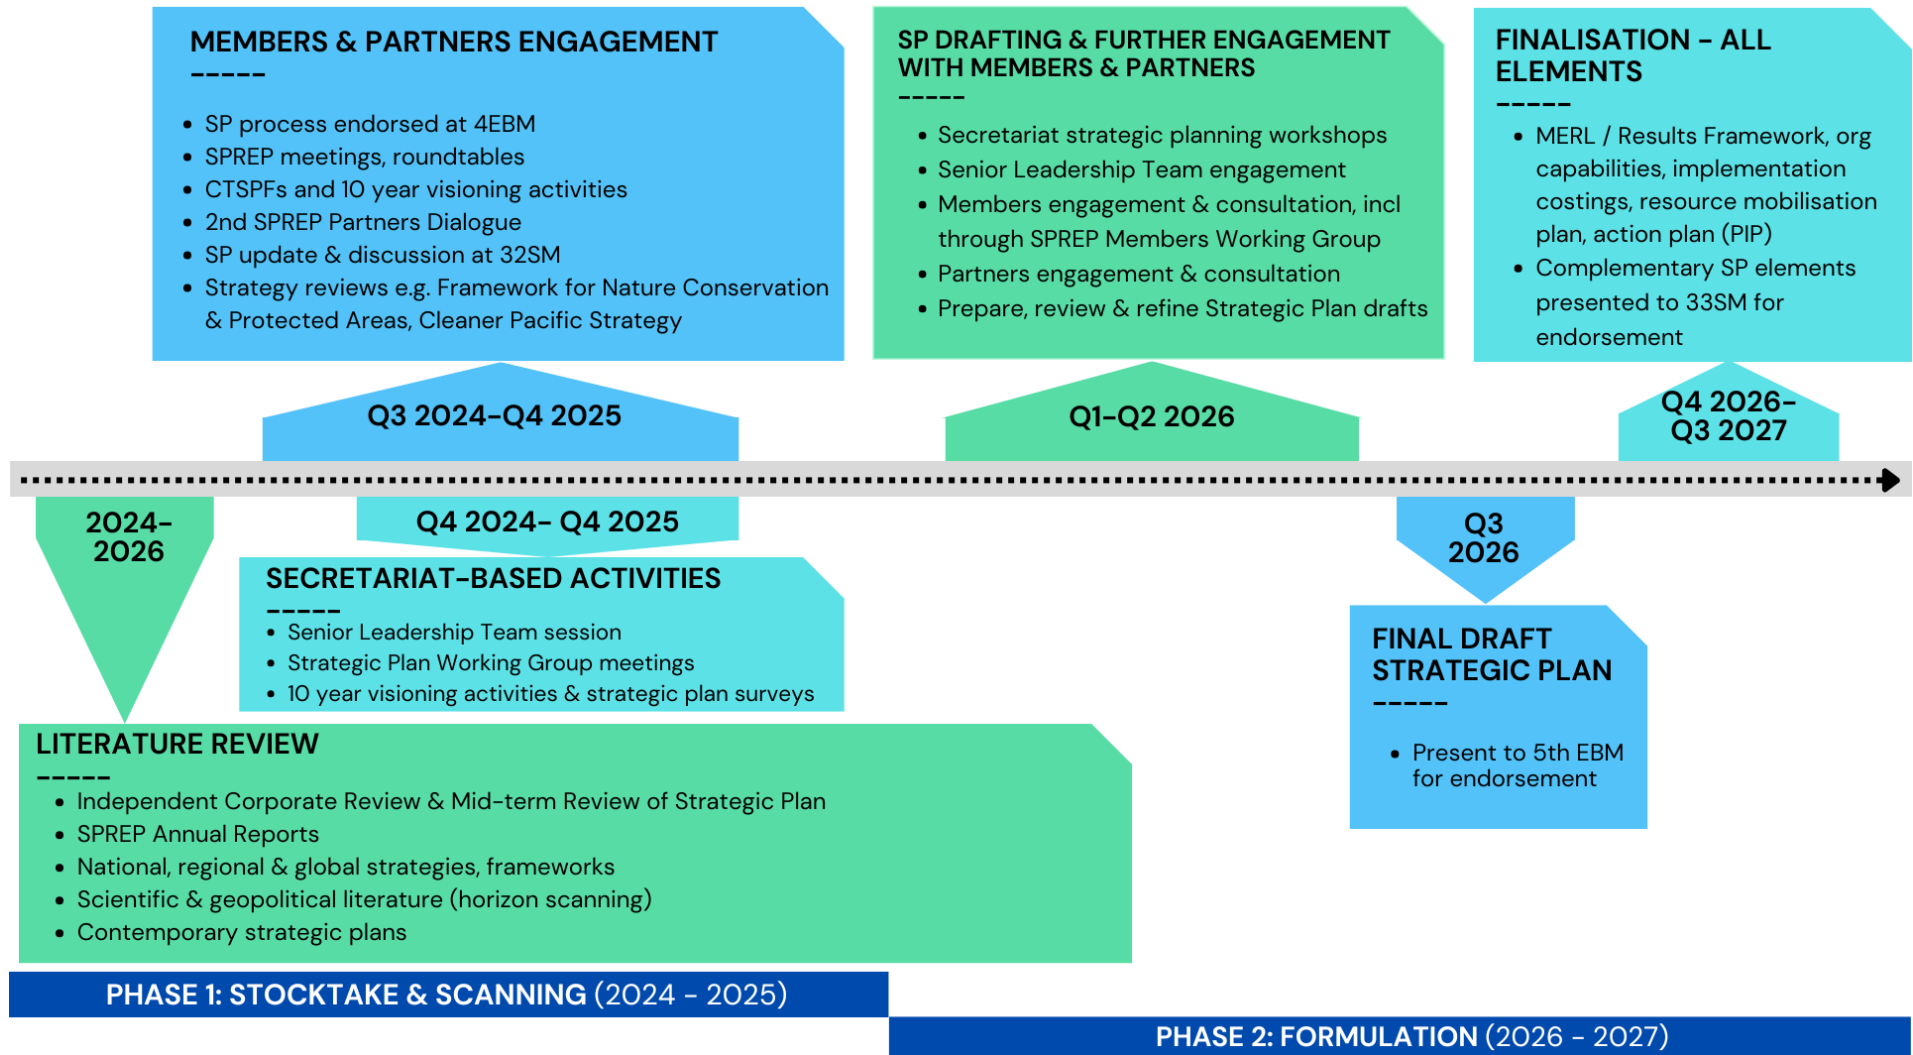 MEMBERS & PARTNERS ENGAGEMENT
-----
• SP process endorsed at 4EBM
• SPREP meetings, roundtables
• CTSPFs and 10 year visioning activities
• 2nd SPREP Partners Dialogue
• SP update & discussion at 32SM
• Strategy reviews e.g. Framework for Nature Conservation
& Protected Areas, Cleaner Pacific Strategy
Q3 2024-Q4 2025
SP DRAFTING & FURTHER ENGAGEMENT
WITH MEMBERS & PARTNERS
-----
• Secretariat strategic planning workshops
• Senior Leadership Team engagement
• Members engagement & consultation, incl
through SPREP Members Working Group
• Partners engagement & consultation
• Prepare, review & refine Strategic Plan drafts
Q1-Q2 2026
FINALISATION - ALL
ELEMENTS
-----
• MERL / Results Framework, org
capabilities, implementation
costings, resource mobilisation
plan, action plan (PIP)
• Complementary SP elements
presented to 33SM for
endorsement
Q4 2026-
Q3 2027
2024-
2026
Q4 2024- Q4 2025
SECRETARIAT-BASED ACTIVITIES
-----
• Senior Leadership Team session
• Strategic Plan Working Group meetings
• 10 year visioning activities & strategic plan surveys
Q3
2026
FINAL DRAFT
STRATEGIC PLAN
-----
• Present to 5th EBM
for endorsement
LITERATURE REVIEW
-----
• Independent Corporate Review & Mid-term Review of Strategic Plan
• SPREP Annual Reports
• National, regional & global strategies, frameworks
• Scientific & geopolitical literature (horizon scanning)
• Contemporary strategic plans
PHASE 1: STOCKTAKE & SCANNING (2024 - 2025)
PHASE 2: FORMULATION (2026 - 2027)